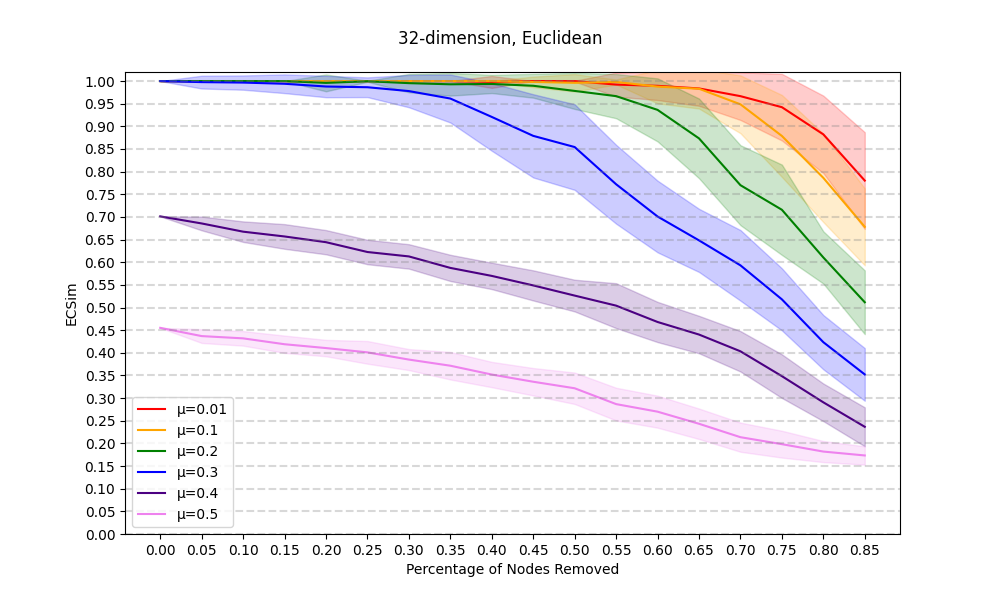 32-dimension, Euclidean
ECSim
1.00
0.95
0.90
0.85
0.80
0.75
0.70
0.65
0.60
0.55
0.50
0.45
0.40
0.35
0.30
0.25
0.20
0.15
0.10
0.05
0.00
μ=0.01
μ=0.1
μ=0.2
μ=0.3
μ=0.4
μ=0.5
0.00 0.05 0.10 0.15 0.20 0.25 0.30 0.35 0.40 0.45 0.50 0.55 0.60 0.65 0.70 0.75 0.80 0.85
Percentage of Nodes Removed